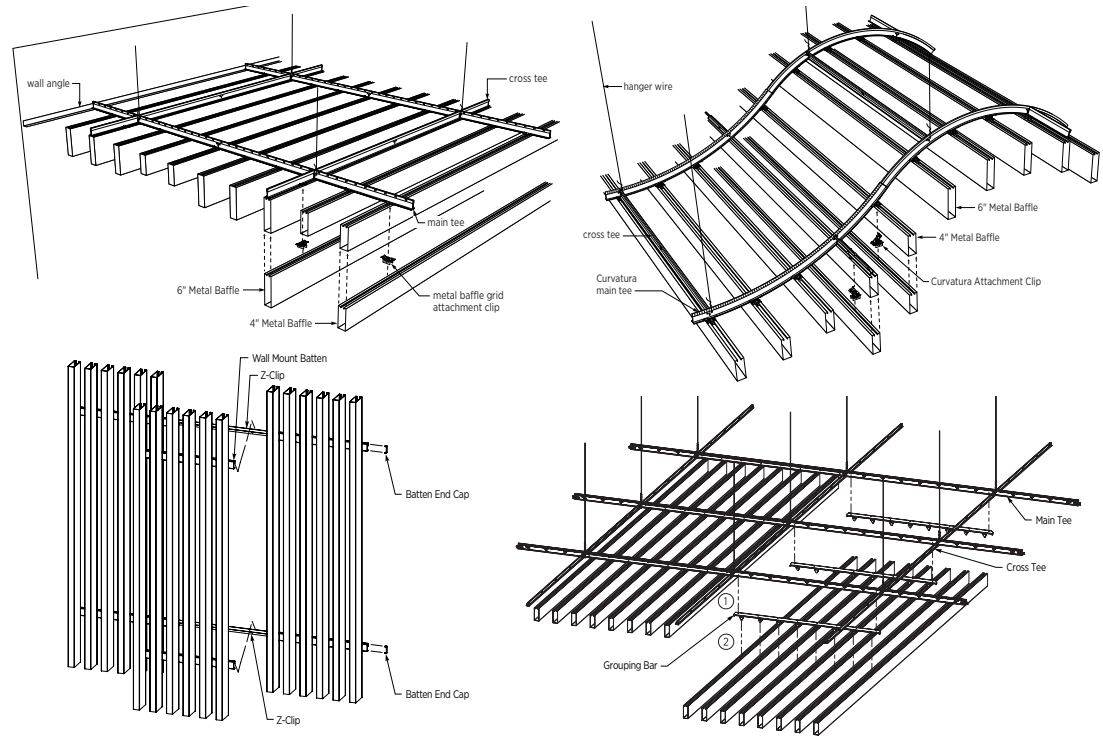 wall angle
cross tee
main tee
6" Metal Baffle
metal baffle grid
attachment clip
4" Metal Baffle
hanger wire
6" Metal Baffle
cross tee
4" Metal Baffle
Curvatura
main tee
Curvatura Attachment Clip
Wall Mount Batten
Z-Clip
Batten End Cap
Batten End Cap
Z-Clip
Main Tee
Cross Tee
1
2
Grouping Bar